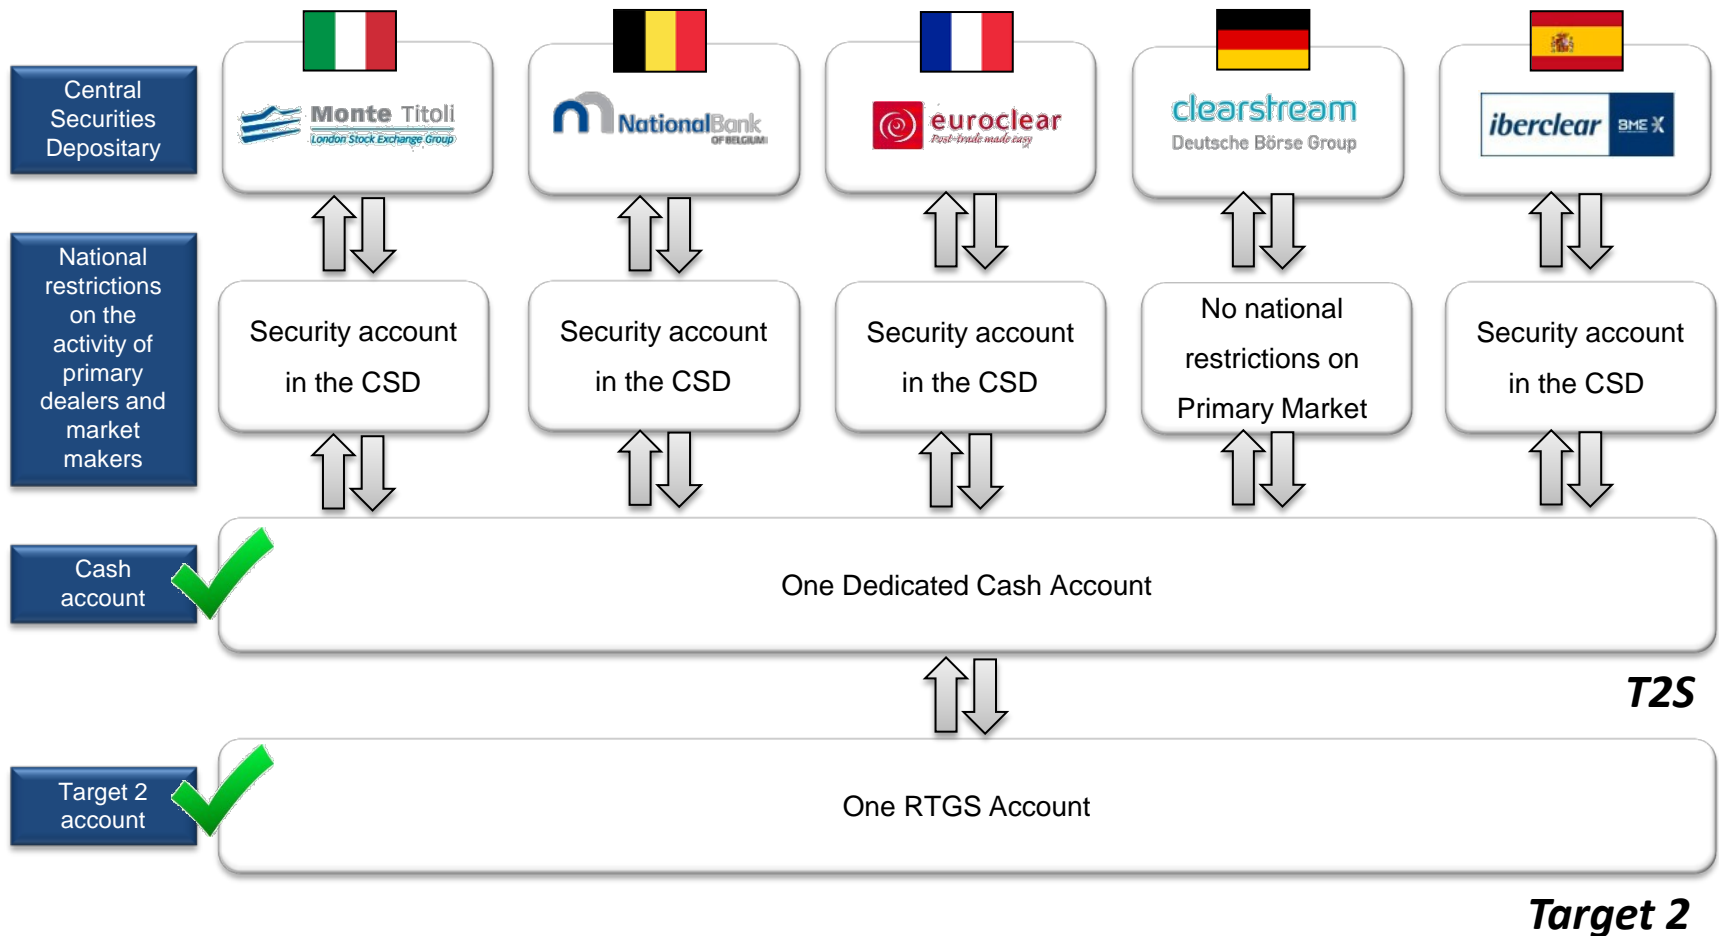 Central
Securities
Depositary
Monte Titoli
London Stock Exchange Group
NationalBank
OF BELGIUM
euroclear
Post-trade made easy
clearstream
Deutsche Börse Group
iberclear
BME X
National
restrictions
on the
activity of
primary
dealers and
market
makers
Security account
in the CSD
Security account
in the CSD
Security account
in the CSD
No national
restrictions on
Primary Market
Security account
in the CSD
Cash
account
One Dedicated Cash Account
T2S
Target 2
account
One RTGS Account
Target 2